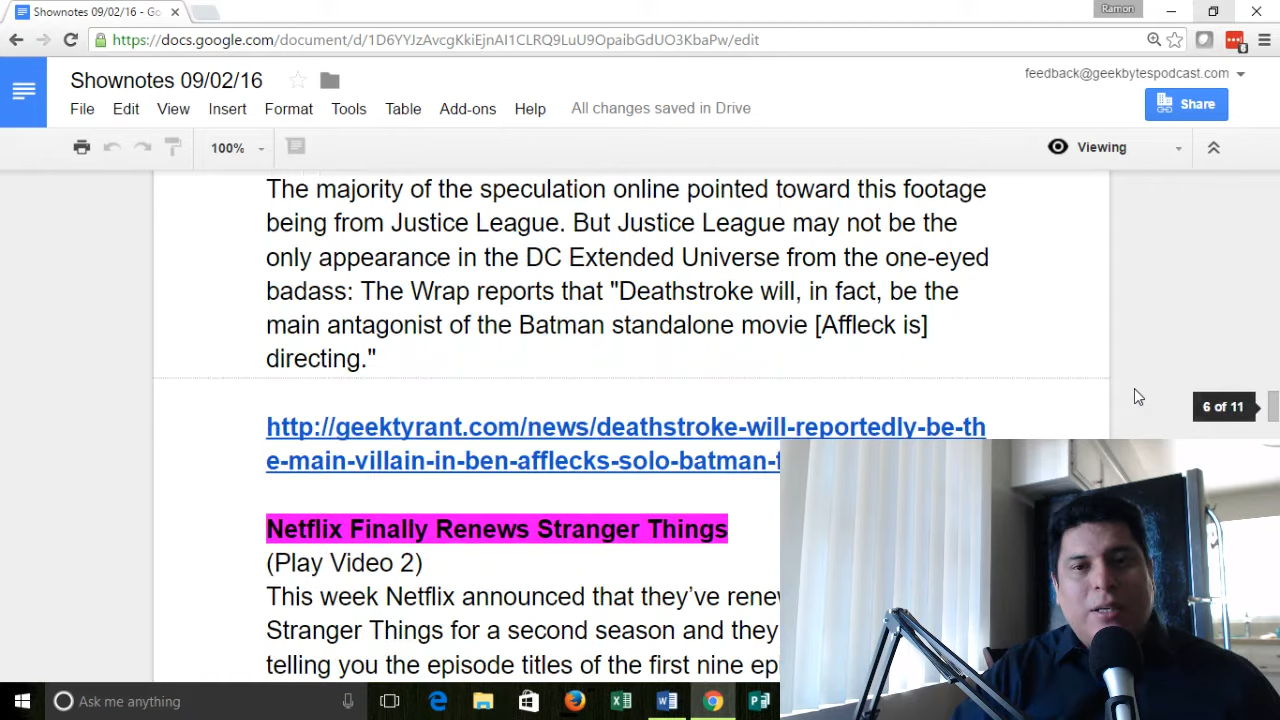 Shownotes 09/02/16 - Go
Ramon
https://docs.google.com/document/d/1D6YYJzAvcgKkiEjnAI1CLRQ9LuU9OpaibGdUO3KbaPw/edit
Shownotes 09/02/16
feedback@geekbytespodcast.com
File Edit View Insert Format Tools Table Add-ons Help All changes saved in Drive
Share
100%
Viewing
The majority of the speculation online pointed toward this footage
being from Justice League. But Justice League may not be the
only appearance in the DC Extended Universe from the one-eyed
badass: The Wrap reports that "Deathstroke will, in fact, be the
main antagonist of the Batman standalone movie [Affleck is]
directing."
6 of 11
http://geektyrant.com/news/deathstroke-will-reportedly-be-th
e-main-villain-in-ben-afflecks-solo-batman-
Netflix Finally Renews Stranger Things
(Play Video 2)
This week Netflix announced that they've renew
Stranger Things for a second season and they
telling you the episode titles of the first nine epi
Ask me anything